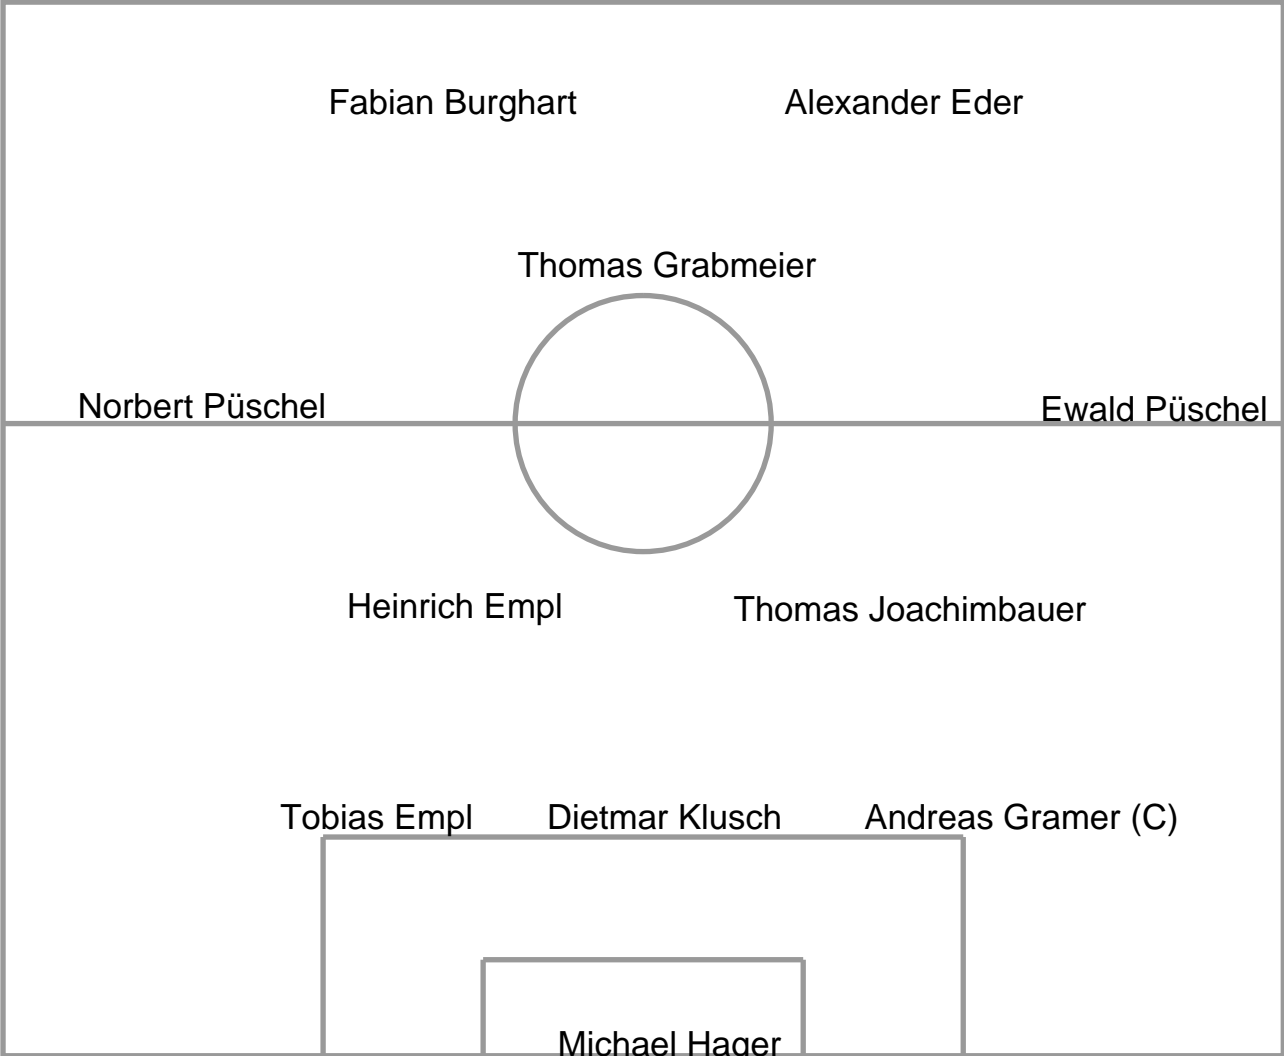 Fabian Burghart
Alexander Eder
Thomas Grabmeier
Norbert Püschel
Ewald Püschel
Heinrich Empl
Thomas Joachimbauer
Tobias Empl
Dietmar Klusch
Andreas Gramer (C)
Michael Hager